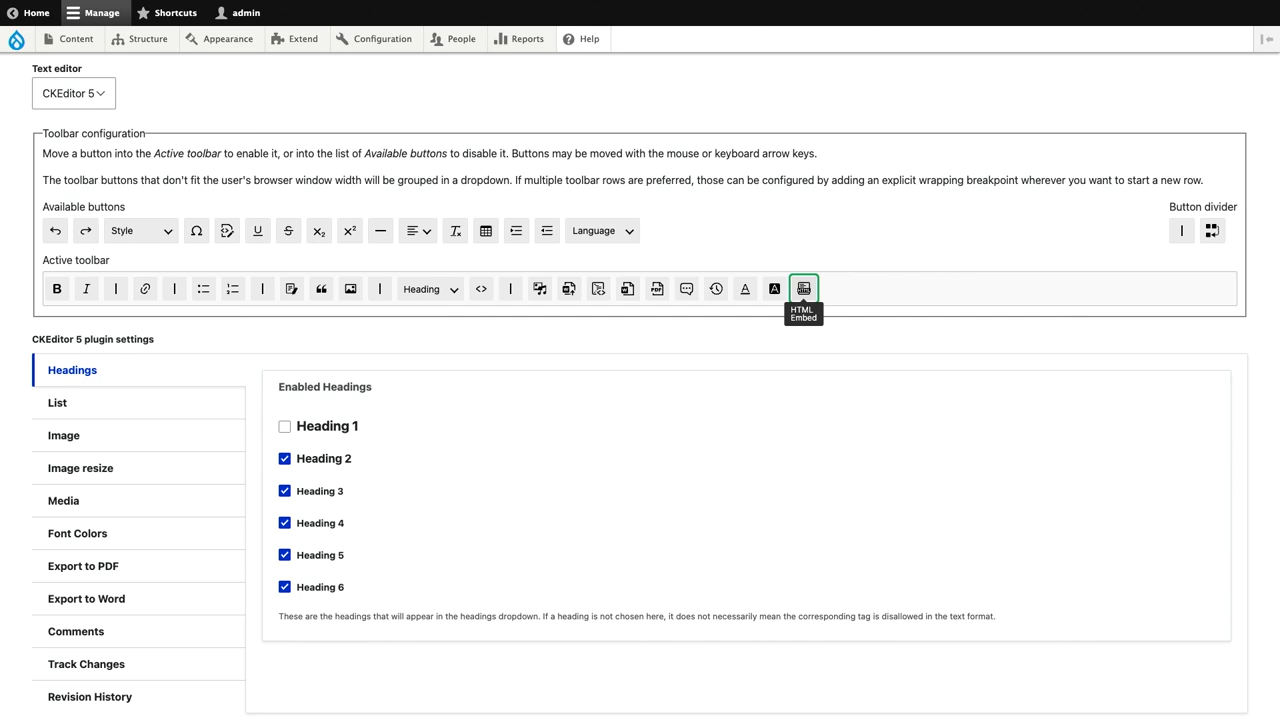 Home Manage Shortcuts admin
Content Structure Appearance Extend Configuration People Reports Help
Text editor
CKEditor 5
Toolbar configuration
Move a button into the Active toolbar to enable it, or into the list of Available buttons to disable it. Buttons may be moved with the mouse or keyboard arrow keys.
The toolbar buttons that don't fit the user's browser window width will be grouped in a dropdown. If multiple toolbar rows are preferred, those can be configured by adding an explicit wrapping breakpoint wherever you want to start a new row.
Available buttons Button divider
Style Language
Active toolbar
Heading
HTML
Embed
CKEditor 5 plugin settings
Headings
List
Image
Image resize
Media
Font Colors
Export to PDF
Export to Word
Comments
Track Changes
Revision History
Enabled Headings
Heading 1
Heading 2
Heading 3
Heading 4
Heading 5
Heading 6
These are the headings that will appear in the headings dropdown. If a heading is not chosen here, it does not necessarily mean the corresponding tag is disallowed in the text format.